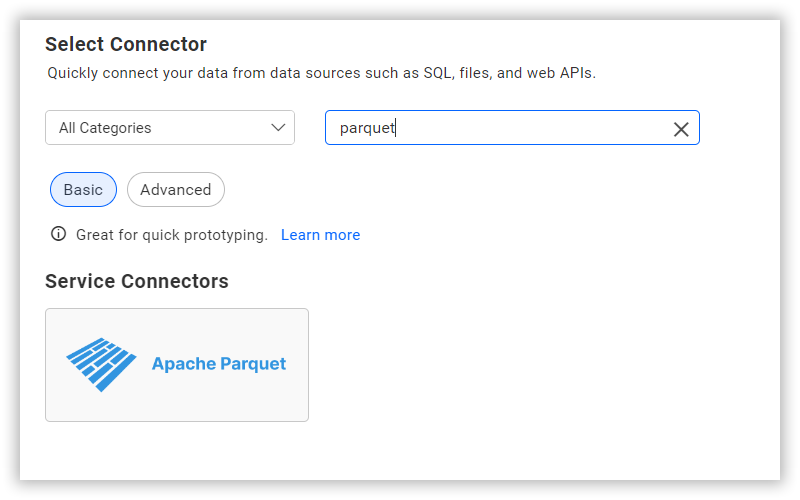 Select Connector
Quickly connect your data from data sources such as SQL, files, and web APIs.
All Categories
parquet
Basic
Advanced
Great for quick prototyping. Learn more
Service Connectors
Apache Parquet